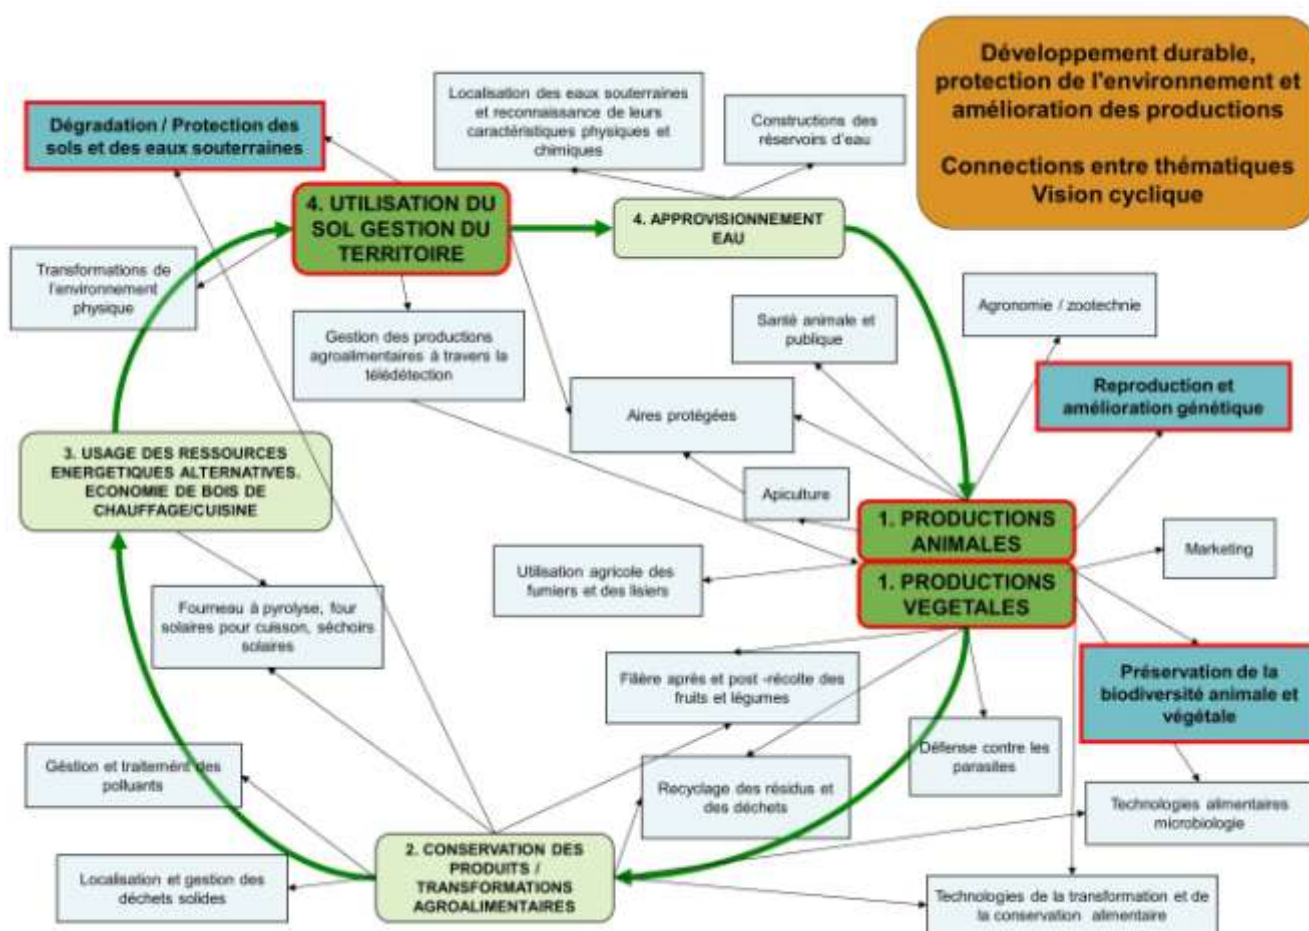 Développement durable,
protection de l'environnement et
amélioration des productions
Connections entre thématiques
Vision cyclique
Localisation des eaux souterraines
et reconnaissance de leurs
caractéristiques physiques et
chimiques
Constructions des
réservoirs d'eau
Dégradation / Protection des
sols et des eaux souterraines
4. UTILISATION DU
SOL GESTION DU
TERRITOIRE
4. APPROVISIONNEMENT
EAU
Transformations de
l'environnement
physique
Gestion des productions
agroalimentaires à travers la
télédétection
Santé animale et
publique
Agronomie / zootechnie
Aires protégées
Reproduction et
amélioration génétique
3. USAGE DES RESSOURCES
ENERGETIQUES ALTERNATIVES.
ECONOMIE DE BOIS DE
CHAUFFAGE/CUISINE
Apiculture
1. PRODUCTIONS
ANIMALES
Marketing
Utilisation agricole des
fumiers et des lisiers
1. PRODUCTIONS
VEGETALES
Fourneau à pyrolyse, four
solaires pour cuisson, séchoirs
solaires
Filière après et post -récolte des
fruits et légumes
Préservation de la
biodiversité animale et
végétale
Défense contre les
parasites
Géstion et traitemént des
polluants
Recyclage des résidus et
des déchets
Technologies alimentaires
microbiologie
2. CONSERVATION DES
PRODUITS /
TRANSFORMATIONS
AGROALIMENTAIRES
Localisation et gestion des
déchets solides
Technologies de la transformation et de
la conservation alimentaire